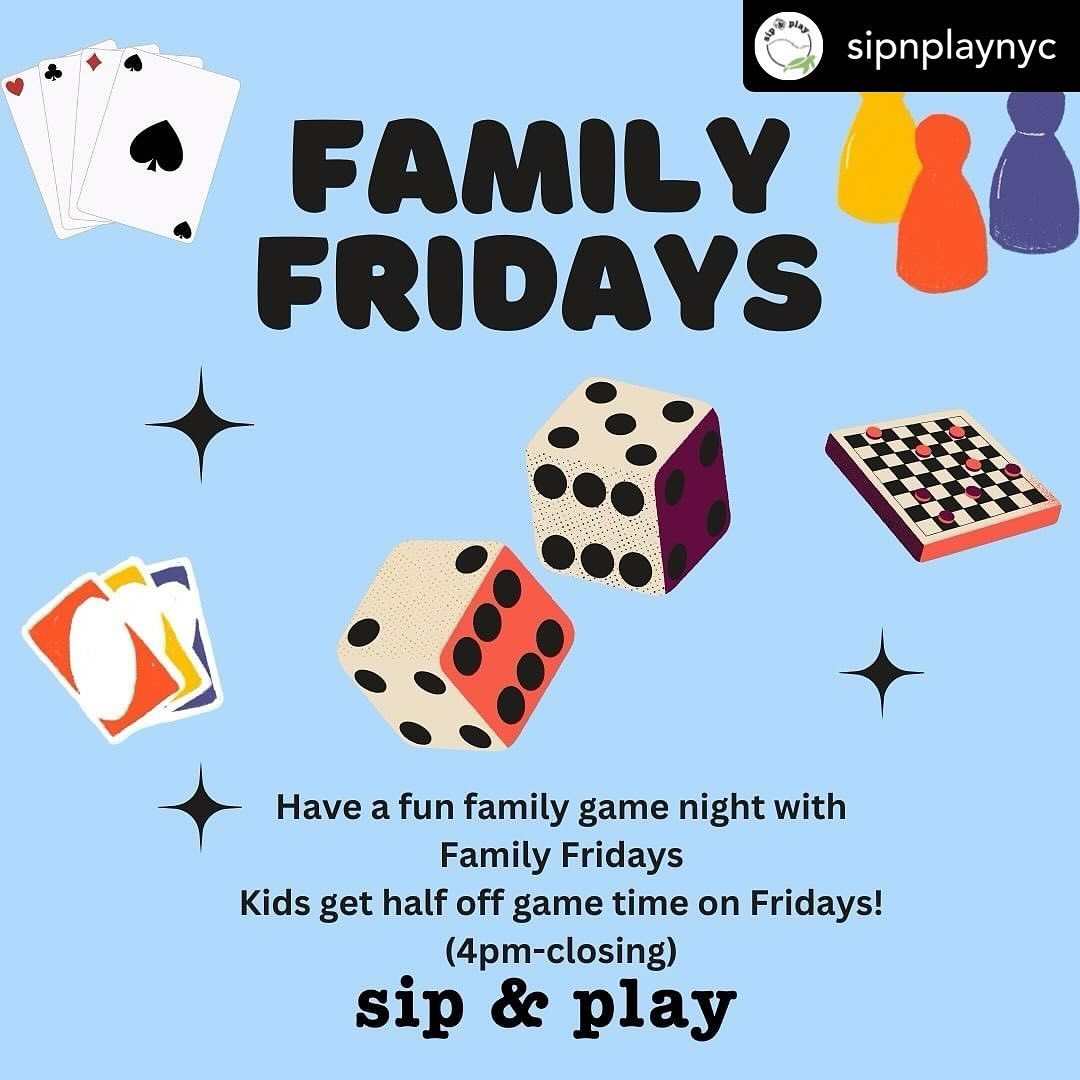 sip & play
sipnplaynyc
FAMILY
FRIDAYS
Have a fun family game night with
Family Fridays
Kids get half off game time on Fridays!
(4pm-closing)
sip & play